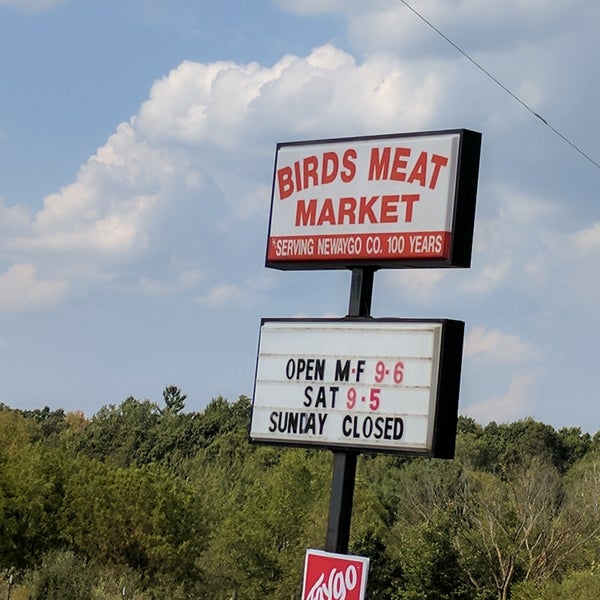 BIRDS MEAT
MARKET
SERVING NEWAYGO CO. 100 YEARS
OPEN M-F 9-6
SAT 9-5
SUNDAY CLOSED